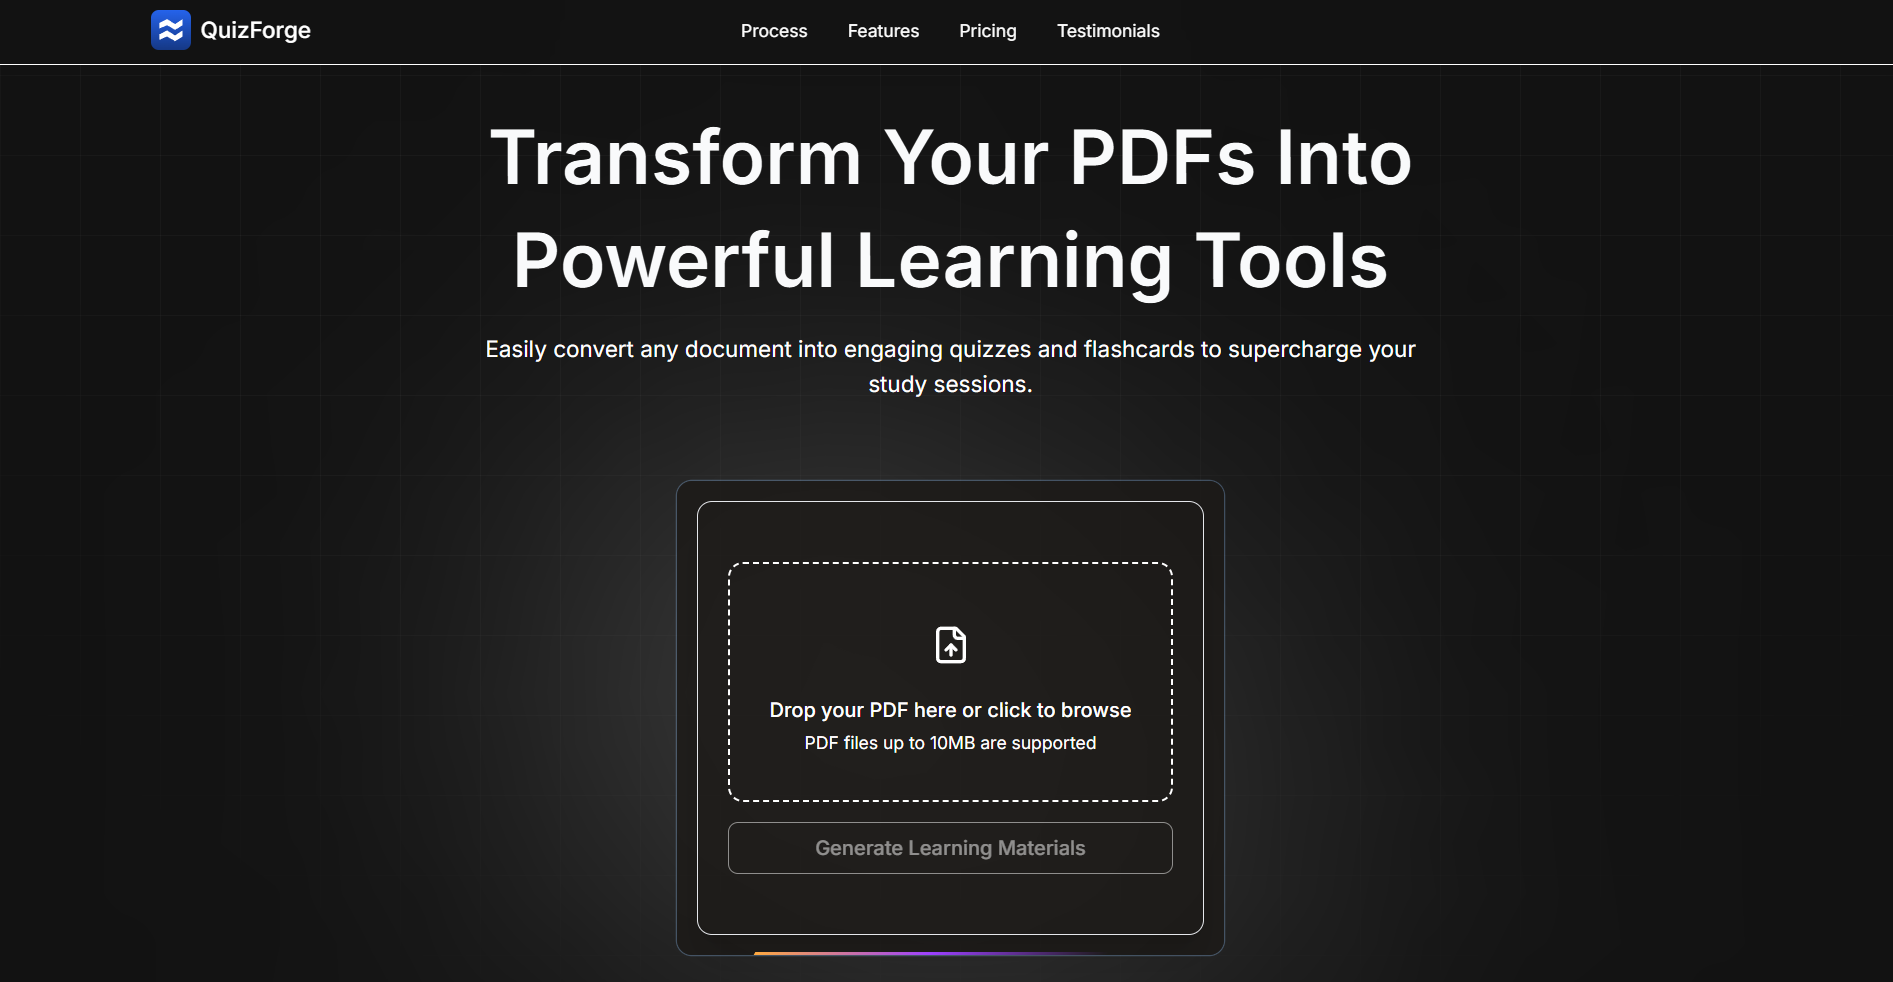 QuizForge
Process
Features
Pricing
Testimonials
Transform Your PDFs Into
Powerful Learning Tools
Easily convert any document into engaging quizzes and flashcards to supercharge your
study sessions.
Drop your PDF here or click to browse
PDF files up to 10MB are supported
Generate Learning Materials